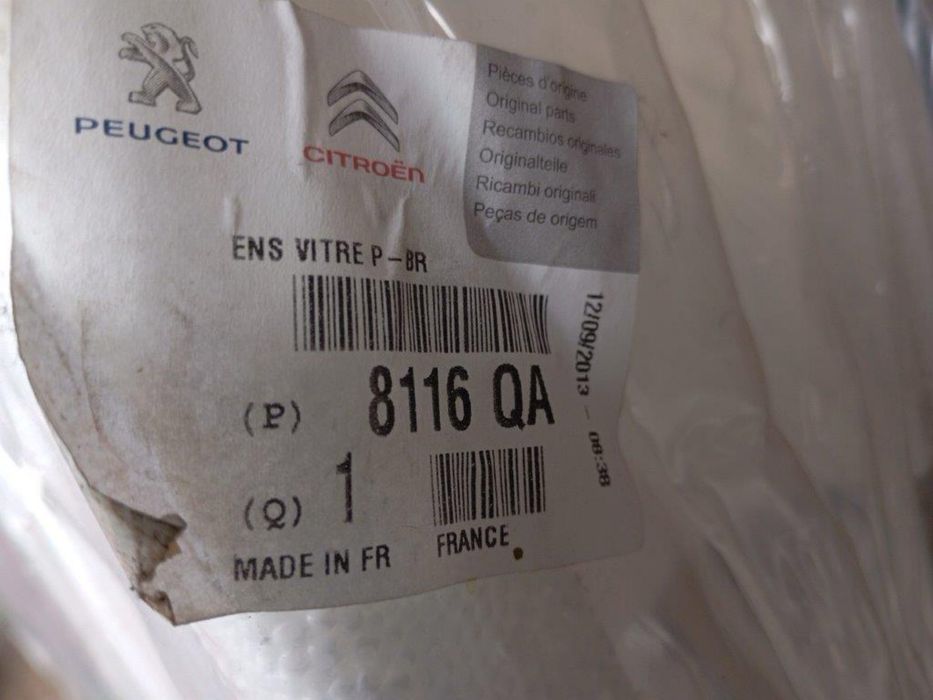 PEUGEOT
CITROËN
Pièces d'origine
Original parts
Recambios originales
Originalteile
Ricambi originali
Peças de origem
ENS VITRE P-BR
(P) 8116 QA
12/09/2013 - 08:38
(Q) 1
MADE IN FR FRANCE